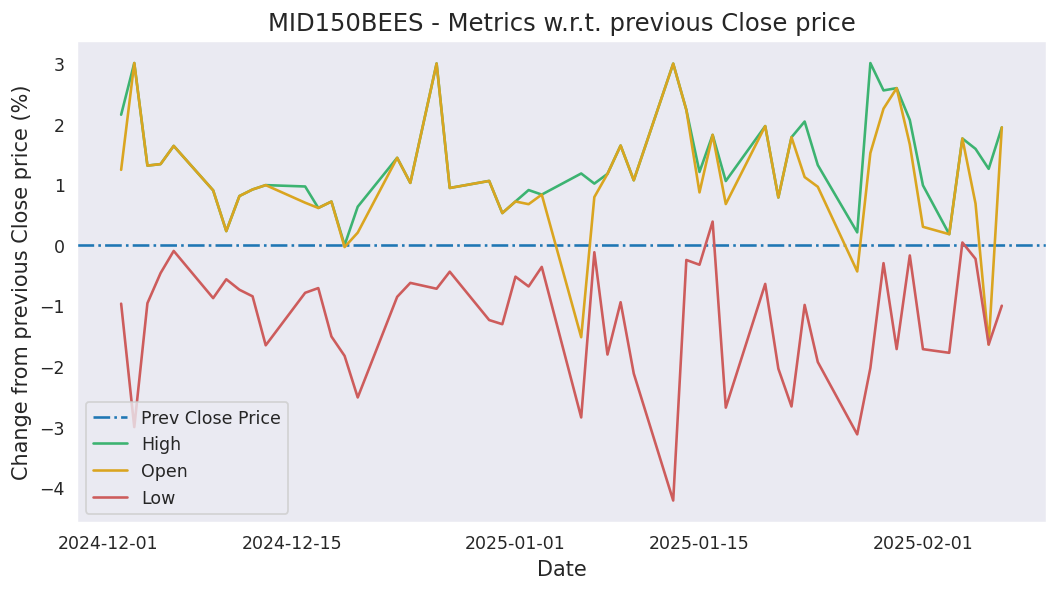 MID150BEES - Metrics w.r.t. previous Close price
Change from previous Close price (%)
3
2
1
0
−1
−2
−3
−4
Prev Close Price
High
Open
Low
2024-12-01
2024-12-15
2025-01-01
2025-01-15
2025-02-01
Date